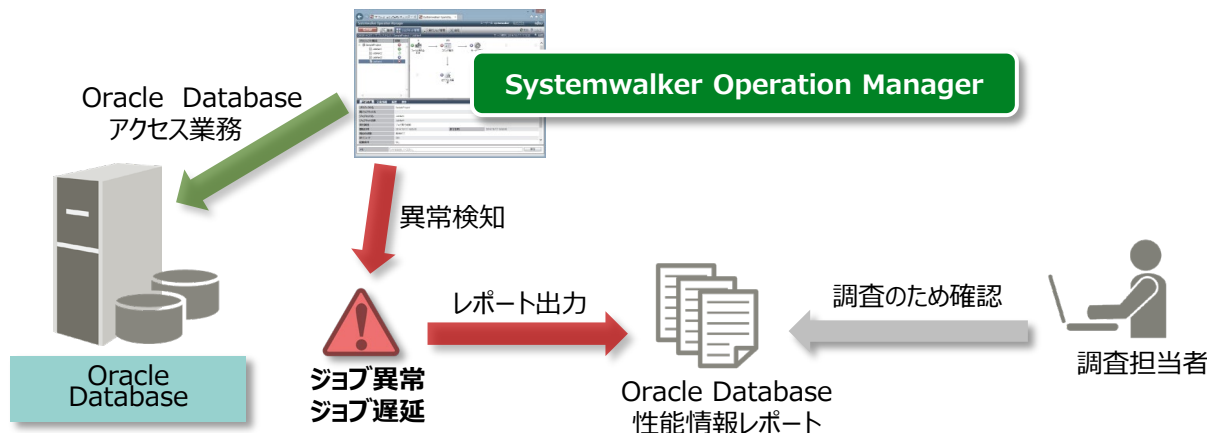 Systemwalker Operation Manager
Oracle Database
アクセス業務
異常検知
レポート出力
調査のため確認
Oracle
Database
ジョブ異常
ジョブ遅延
Oracle Database
性能情報レポート
調査担当者